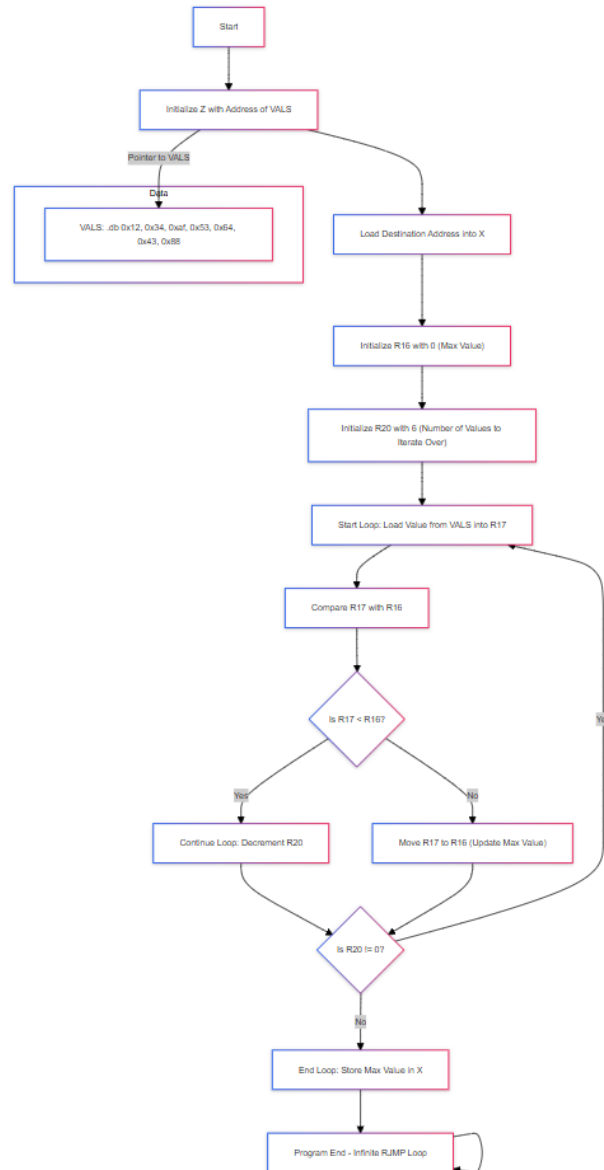 Start
Initialize Z with Address of VALS
Pointer to VALS
Data
VALS: .db 0x12, 0x34, 0xaf, 0x53, 0x64,
0x43, 0x88
Load Destination Address into X
Initialize R16 with 0 (Max Value)
Initialize R20 with 6 (Number of Values to
Iterate Over)
Start Loop: Load Value from VALS into R17
Compare R17 with R16
Is R17 < R16?
Yes
No
Continue Loop: Decrement R20
Move R17 to R16 (Update Max Value)
Is R20 != 0?
No
End Loop: Store Max Value in X
Program End - Infinite RJMP Loop